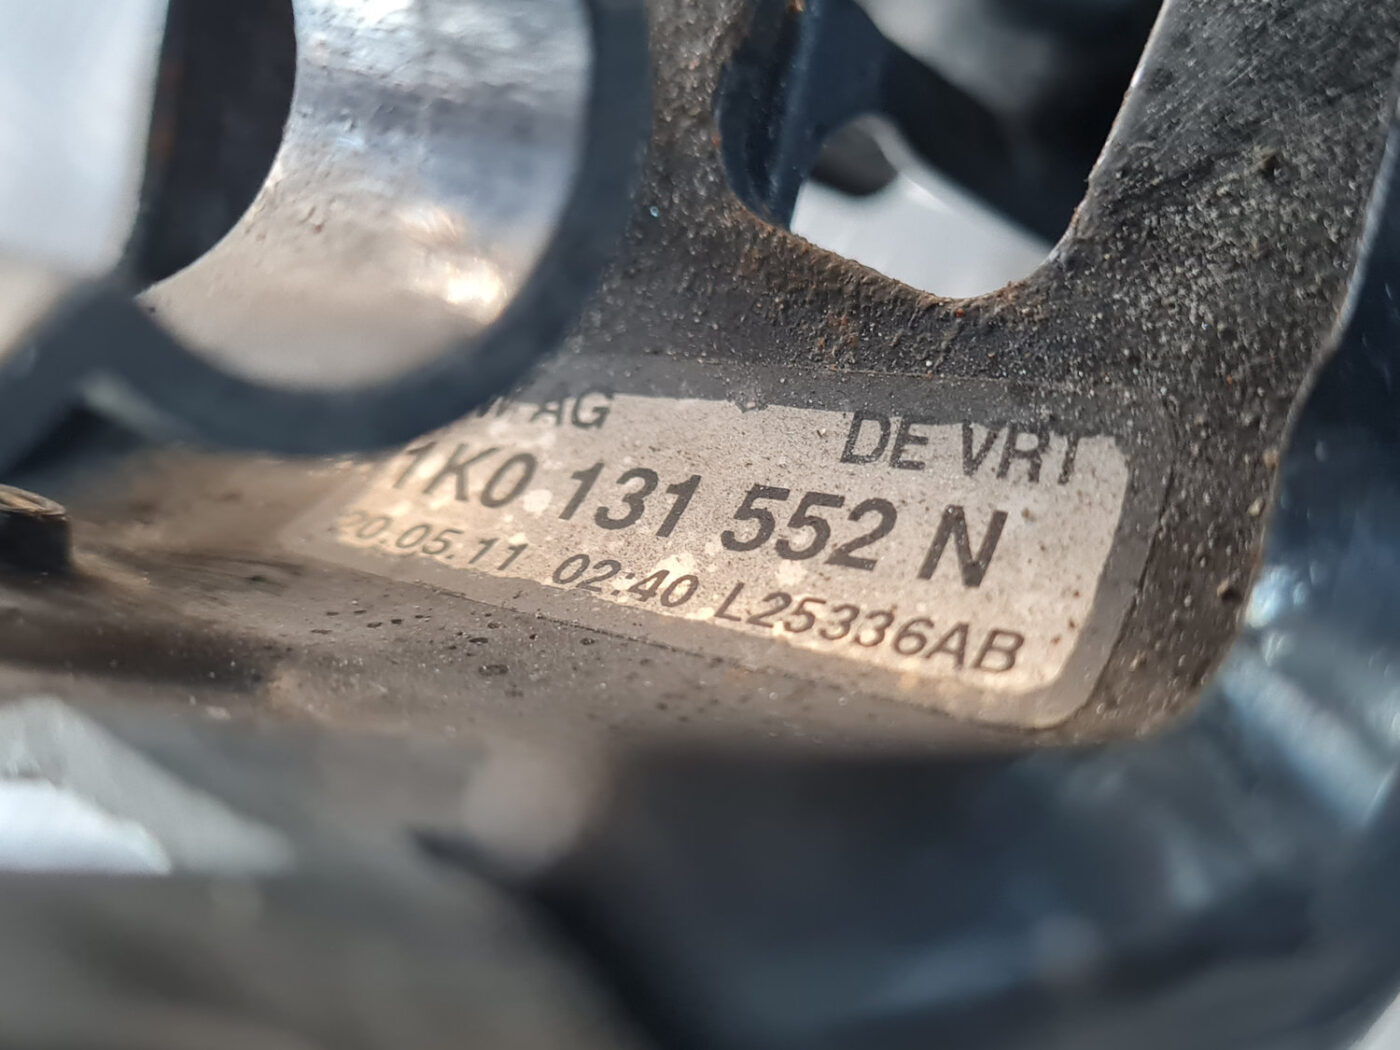 AG DE VRT
1K0 131 552 N
20.05.11 02:40 L25336AB